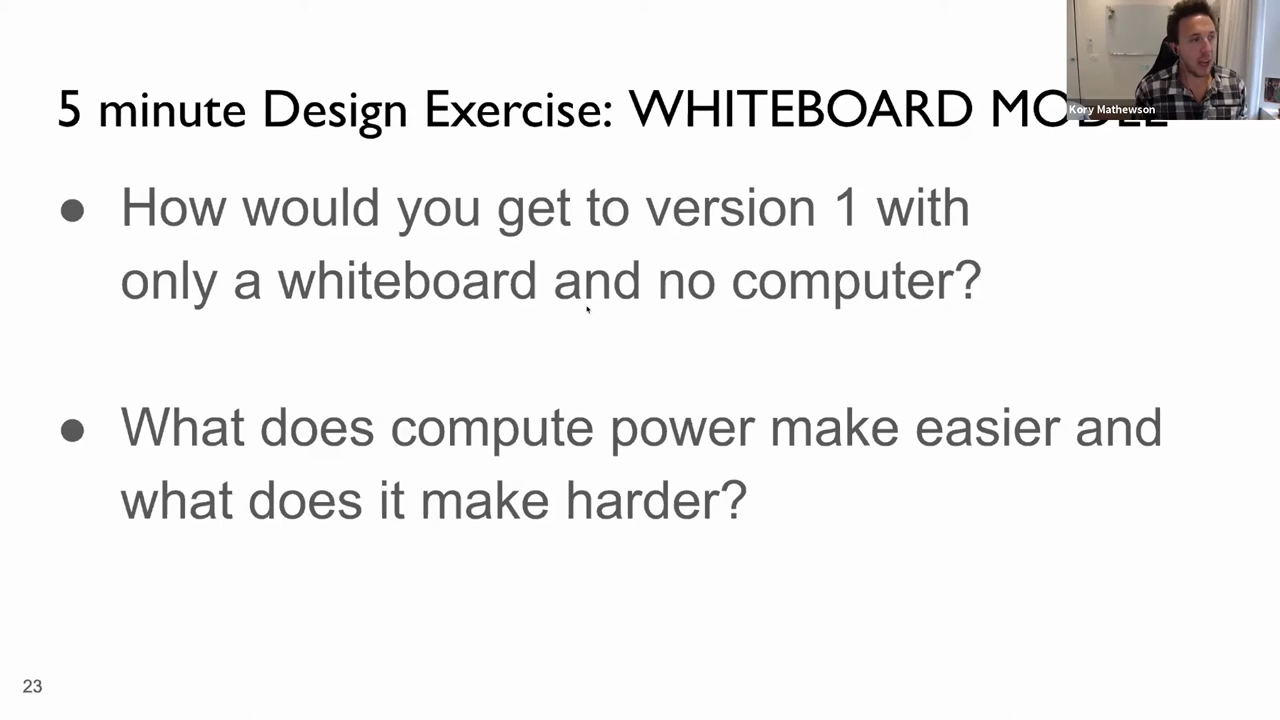 5 minute Design Exercise: WHITEBOARD MODEL
Kory Mathewson
● How would you get to version 1 with
only a whiteboard and no computer?
● What does compute power make easier and
what does it make harder?
23